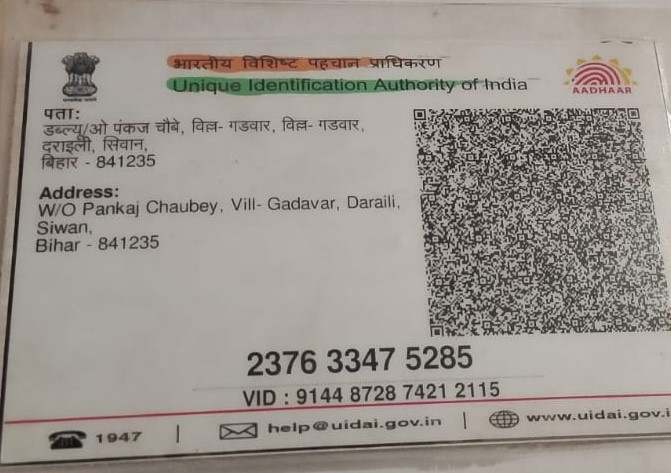 भारतीय विशिष्ट पहचान प्राधिकरण
Unique Identification Authority of India
AADHAAR
पता:
डब्ल्यू/ओ पंकज चौबे, विल्ल- गडवार, विल्ल- गडवार,
दराइली, सिवान,
बिहार - 841235
Address:
W/O Pankaj Chaubey, Vill- Gadavar, Daraili,
Siwan,
Bihar - 841235
2376 3347 5285
VID : 9144 8728 7421 2115
1947 | help@uidai.gov.in | www.uidai.gov.i